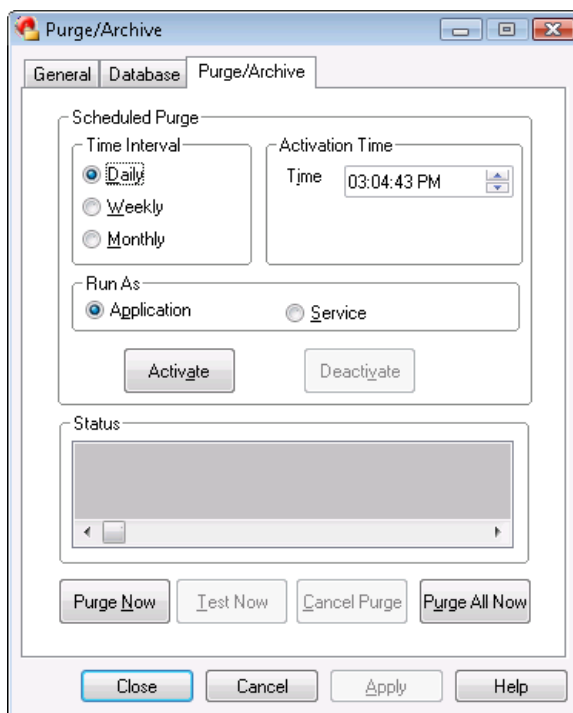 Purge/Archive
General Database Purge/Archive
Scheduled Purge
Time Interval
Daily
Weekly
Monthly
Activation Time
Time 03:04:43 PM
Run As
Application Service
Activate Deactivate
Status
Purge Now Test Now Cancel Purge Purge All Now
Close Cancel Apply Help